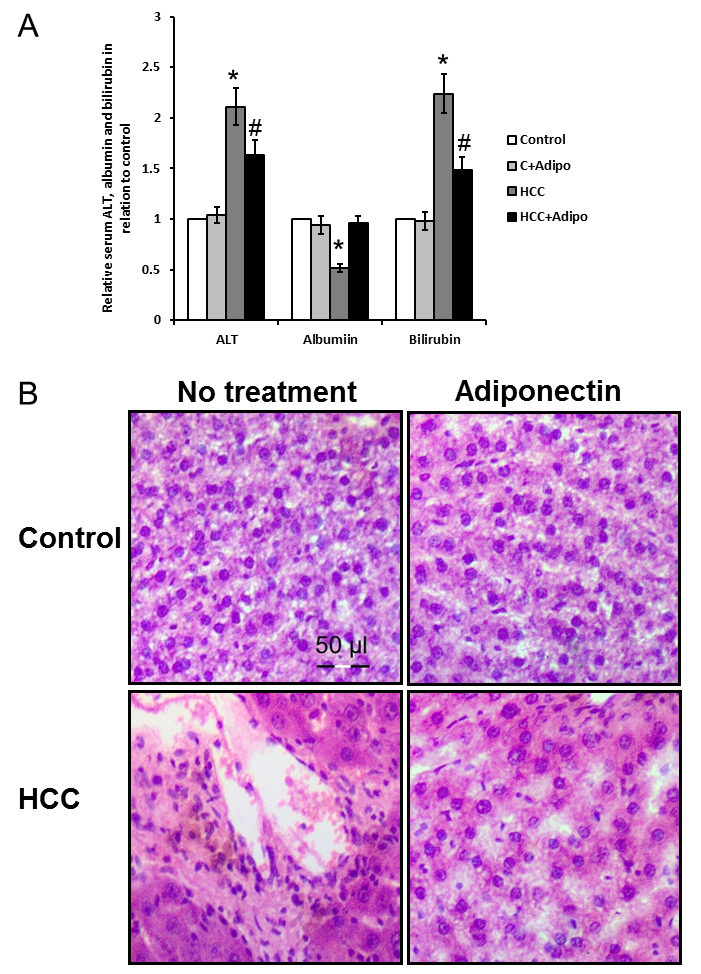 A
Relative serum ALT, albumin and bilirubin in
relation to control
3
2.5
2
1.5
1
0.5
0
*
#
*
*
#
ALT
Albumiin
Bilirubin
Control
C+Adipo
HCC
HCC+Adipo
B
No treatment
Adiponectin
Control
50 µl
HCC